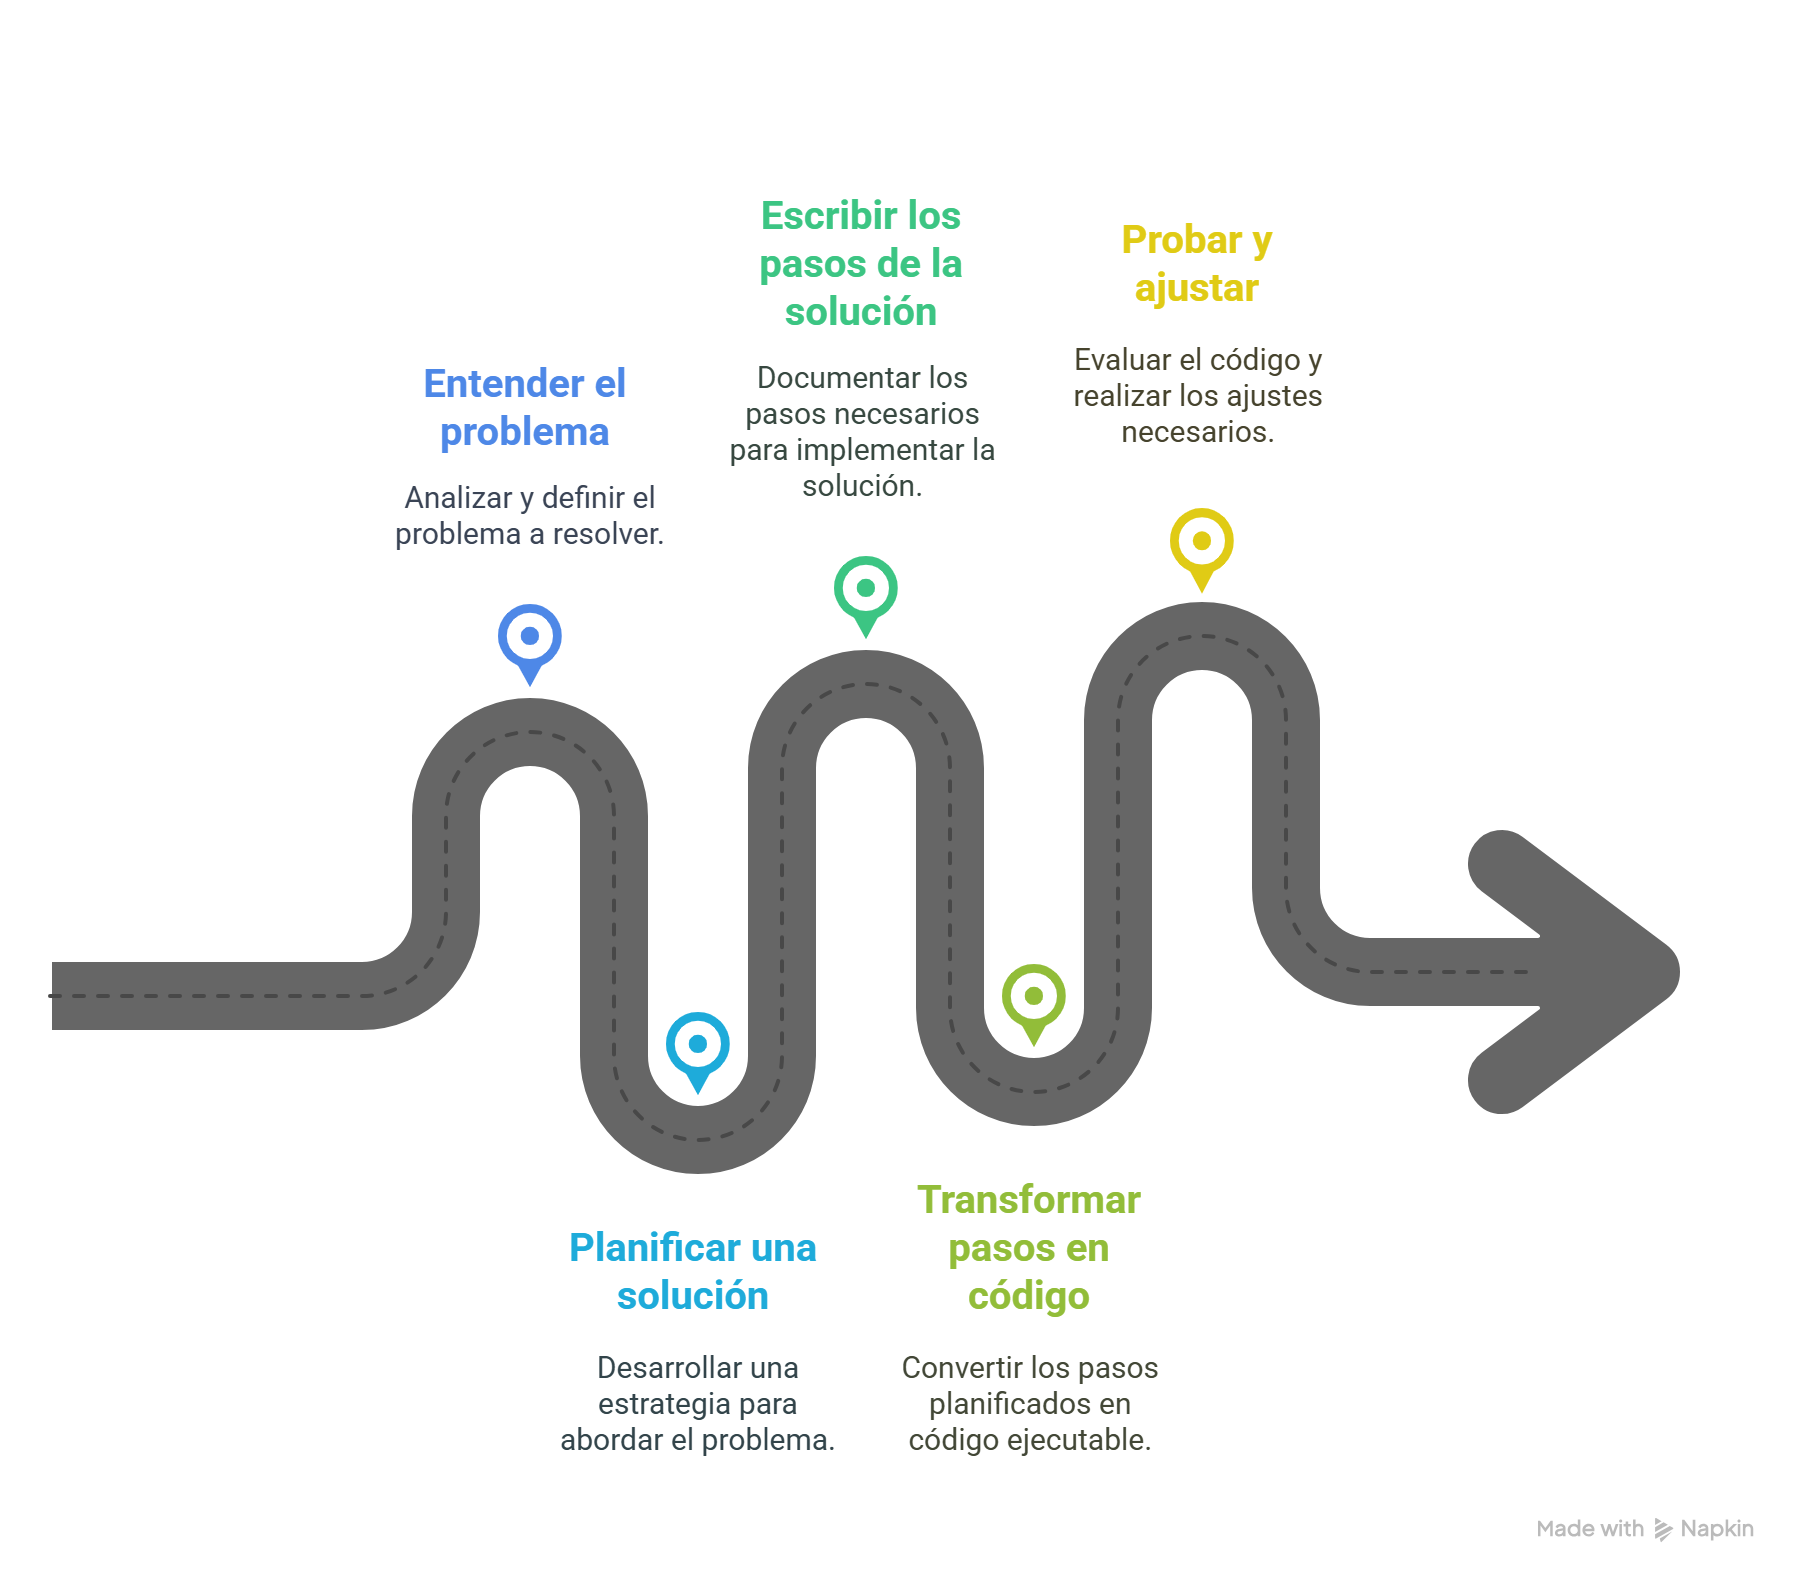 Entender el
problema
Analizar y definir el
problema a resolver.
Planificar una
solución
Desarrollar una
estrategia para
abordar el problema.
Escribir los
pasos de la
solución
Documentar los
pasos necesarios
para implementar la
solución.
Transformar
pasos en
código
Convertir los pasos
planificados en
código ejecutable.
Probar y
ajustar
Evaluar el código y
realizar los ajustes
necesarios.
Made with Napkin